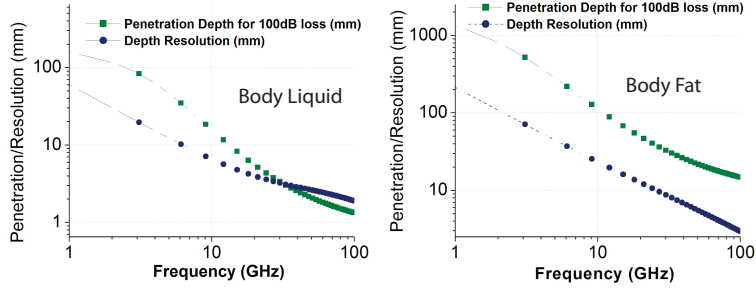 Penetration Depth for 100dB loss (mm)
Depth Resolution (mm)
Penetration/Resolution (mm)
100
10
1
Body Liquid
1
10
100
Frequency (GHz)
Penetration Depth for 100dB loss (mm)
Depth Resolution (mm)
Penetration/Resolution (mm)
1000
100
10
Body Fat
1
10
100
Frequency (GHz)